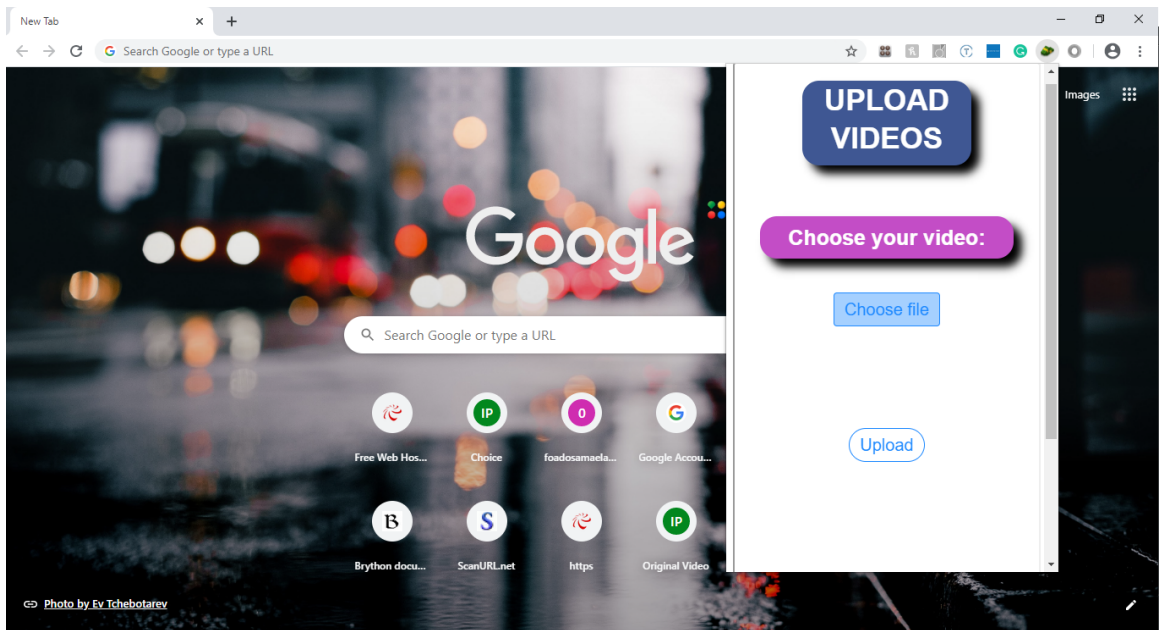 New Tab
Search Google or type a URL
Images
UPLOAD
VIDEOS
Choose your video:
Choose file
Upload
Google
Search Google or type a URL
Free Web Hos...
Choice
foadosamaela...
Google Accou...
Brython docu...
ScanURL.net
https
Original Video
IP
0
G
B
S
IP
Photo by Ev Tchebotarev